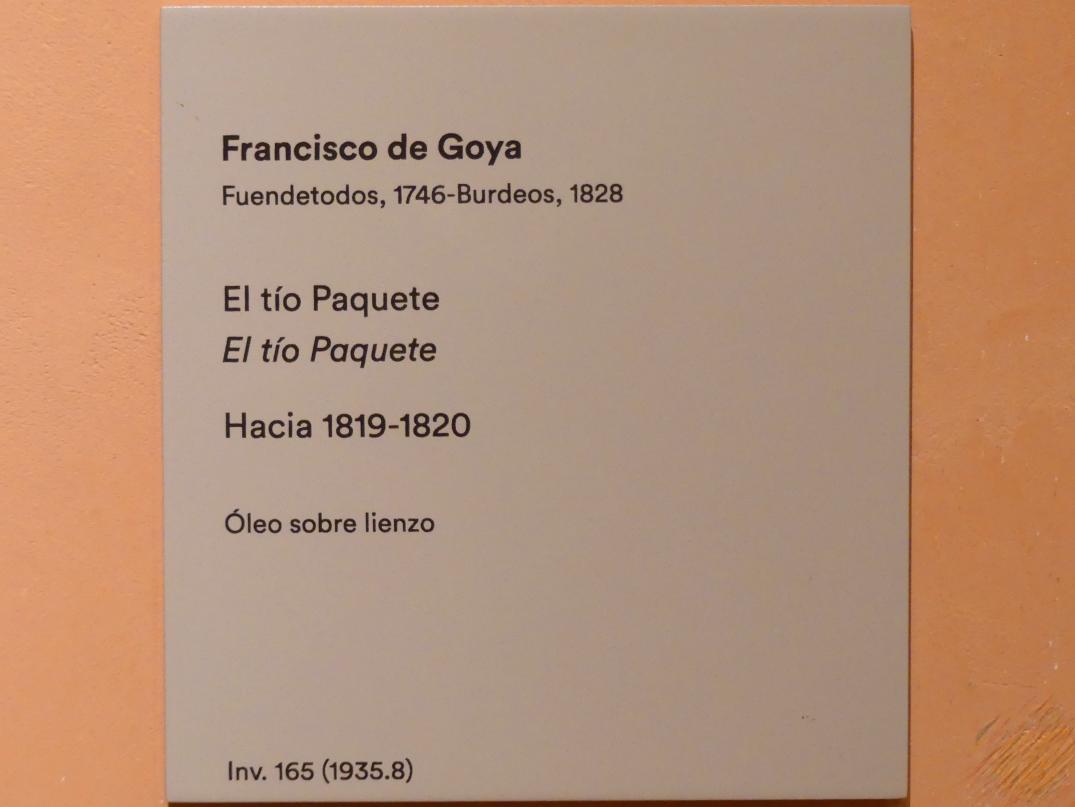 Francisco de Goya
Fuendetodos, 1746-Burdeos, 1828
El tío Paquete
El tío Paquete
Hacia 1819-1820
Óleo sobre lienzo
Inv. 165 (1935.8)